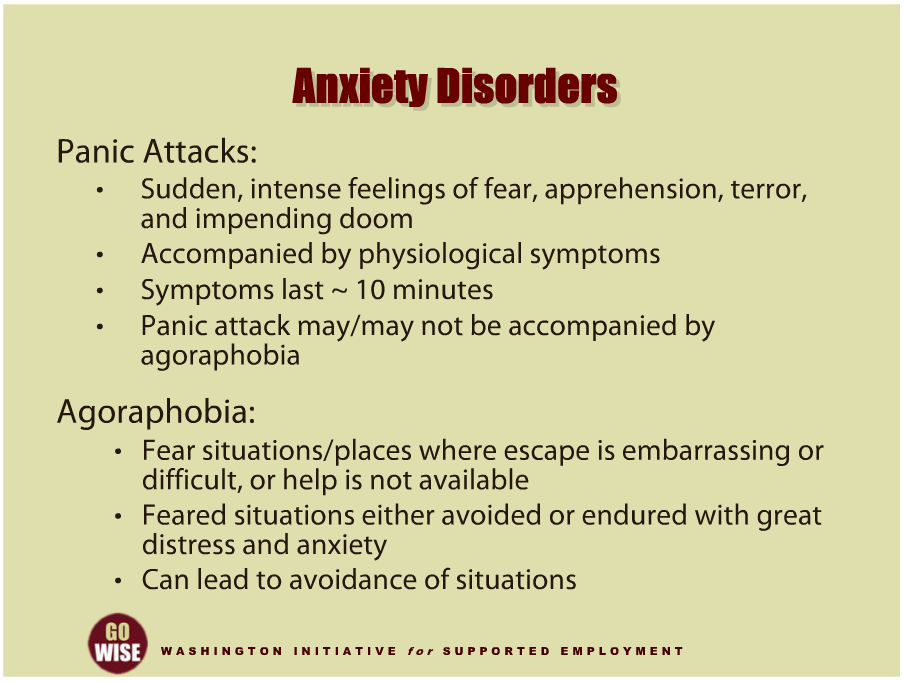 Anxiety Disorders
Panic Attacks:
• Sudden, intense feelings of fear, apprehension, terror,
and impending doom
• Accompanied by physiological symptoms
• Symptoms last ~ 10 minutes
• Panic attack may/may not be accompanied by
agoraphobia
Agoraphobia:
• Fear situations/places where escape is embarrassing or
difficult, or help is not available
• Feared situations either avoided or endured with great
distress and anxiety
• Can lead to avoidance of situations
GO
WISE
WASHINGTON INITIATIVE for SUPPORTED EMPLOYMENT